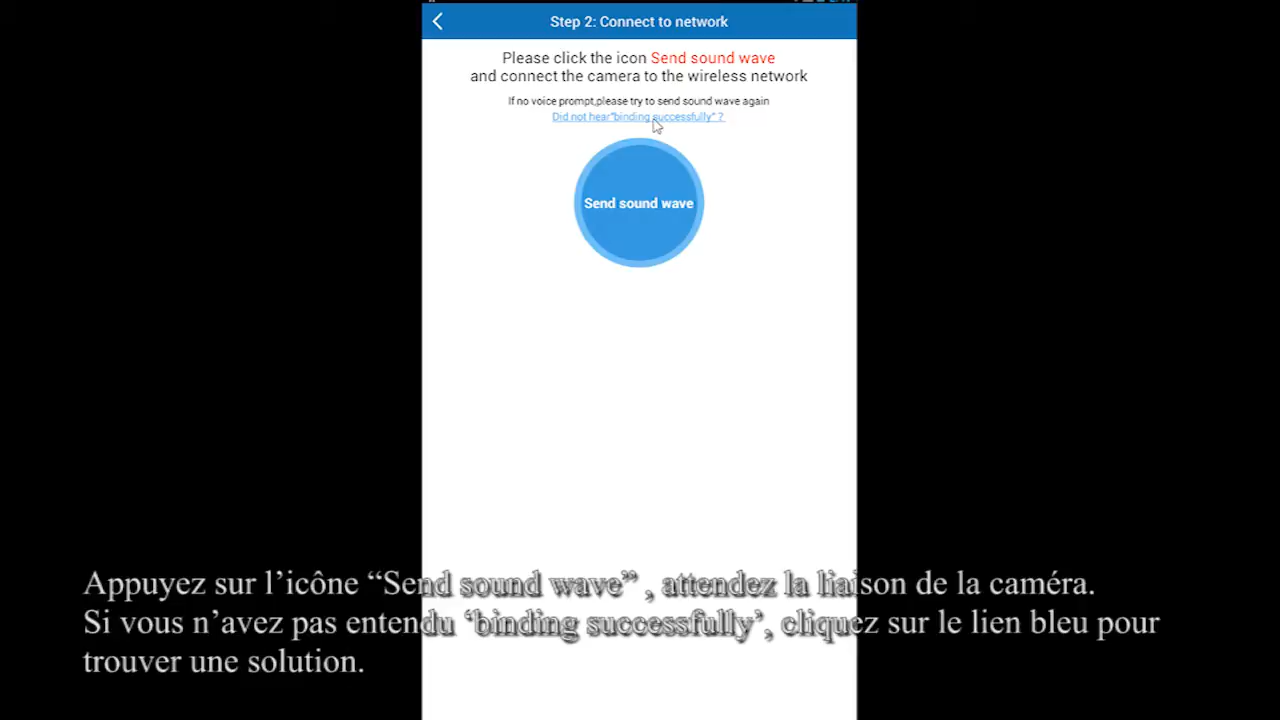 Step 2: Connect to network
Please click the icon Send sound wave
and connect the camera to the wireless network
If no voice prompt,please try to send sound wave again
Did not hear"binding successfully" ?
Send sound wave
Appuyez sur l’icône “Send sound wave” , attendez la liaison de la caméra.
Si vous n’avez pas entendu ‘binding successfully’, cliquez sur le lien bleu pour
trouver une solution.